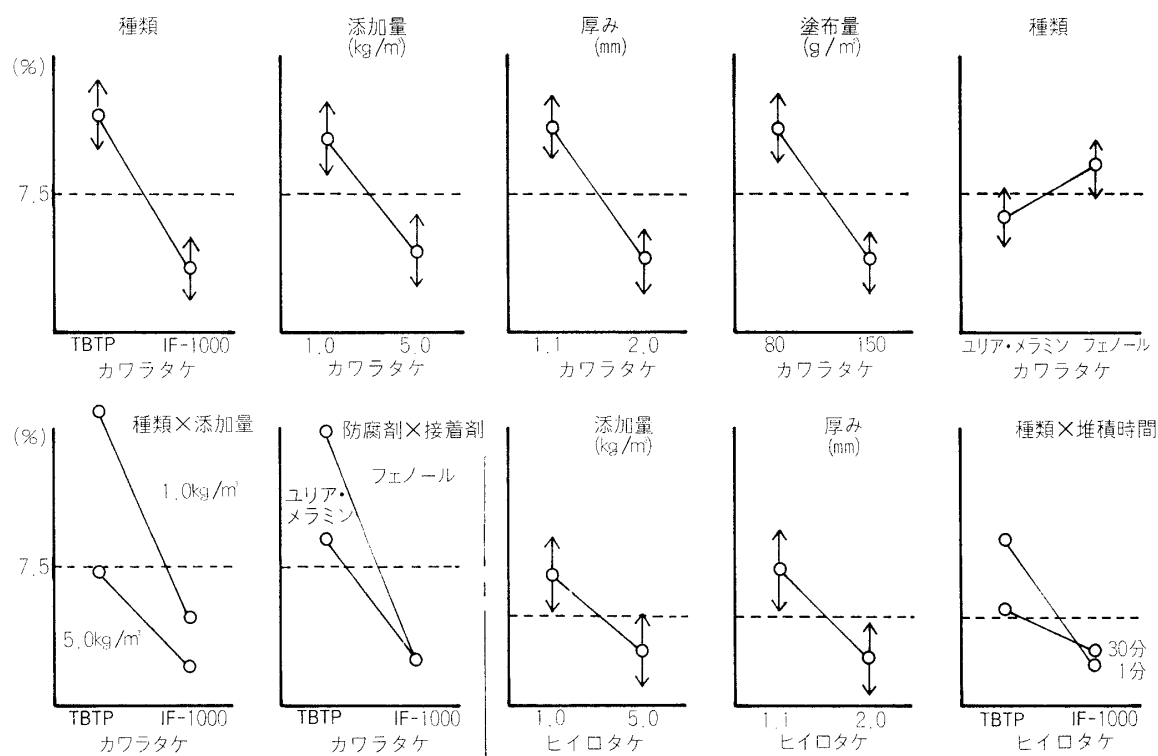 種類
添加量
(kg/㎥)
厚み
(mm)
塗布量
(g/㎡)
種類
(%)
7.5
TBTP IF-1000
カワラタケ
1.0 5.0
カワラタケ
1.1 2.0
カワラタケ
80 150
カワラタケ
ユリア・メラミン フェノール
カワラタケ
種類×添加量
(%)
1.0kg/㎥
7.5
5.0kg/㎥
TBTP IF-1000
カワラタケ
防腐剤×接着剤
フェノール
ユリア・
メラミン
TBTP IF-1000
カワラタケ
添加量
(kg/㎥)
1.0 5.0
ヒイロタケ
厚み
(mm)
1.1 2.0
ヒイロタケ
種類×堆積時間
30分
1分
TBTP IF-1000
ヒイロタケ